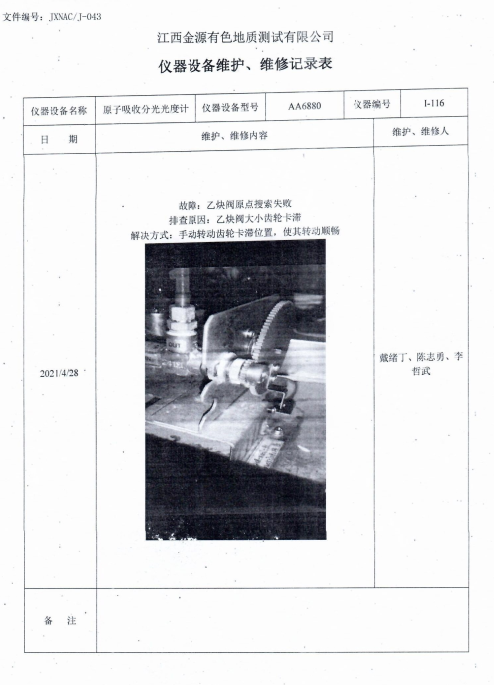 文件编号：JXNAC/J-043
江西金源有色地质测试有限公司
仪器设备维护、维修记录表
仪器设备名称 原子吸收分光光度计 仪器设备型号 AA6880 仪器编号 I-116
日 期 维护、维修内容 维护、维修人
故障：乙炔阀原点搜索失败
排查原因：乙炔阀大小齿轮卡滞
解决方式：手动转动齿轮卡滞位置，使其转动顺畅
2021/4/28
戴绪丁、陈志勇、李
哲武
备 注